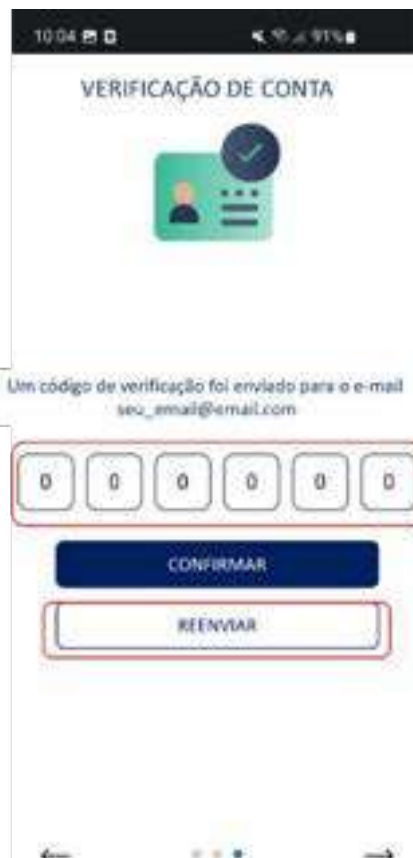 10:04 91%
VERIFICAÇÃO DE CONTA
Um código de verificação foi enviado para o e-mail
seu_email@email.com
0 0 0 0 0 0
CONFIRMAR
REENVIAR